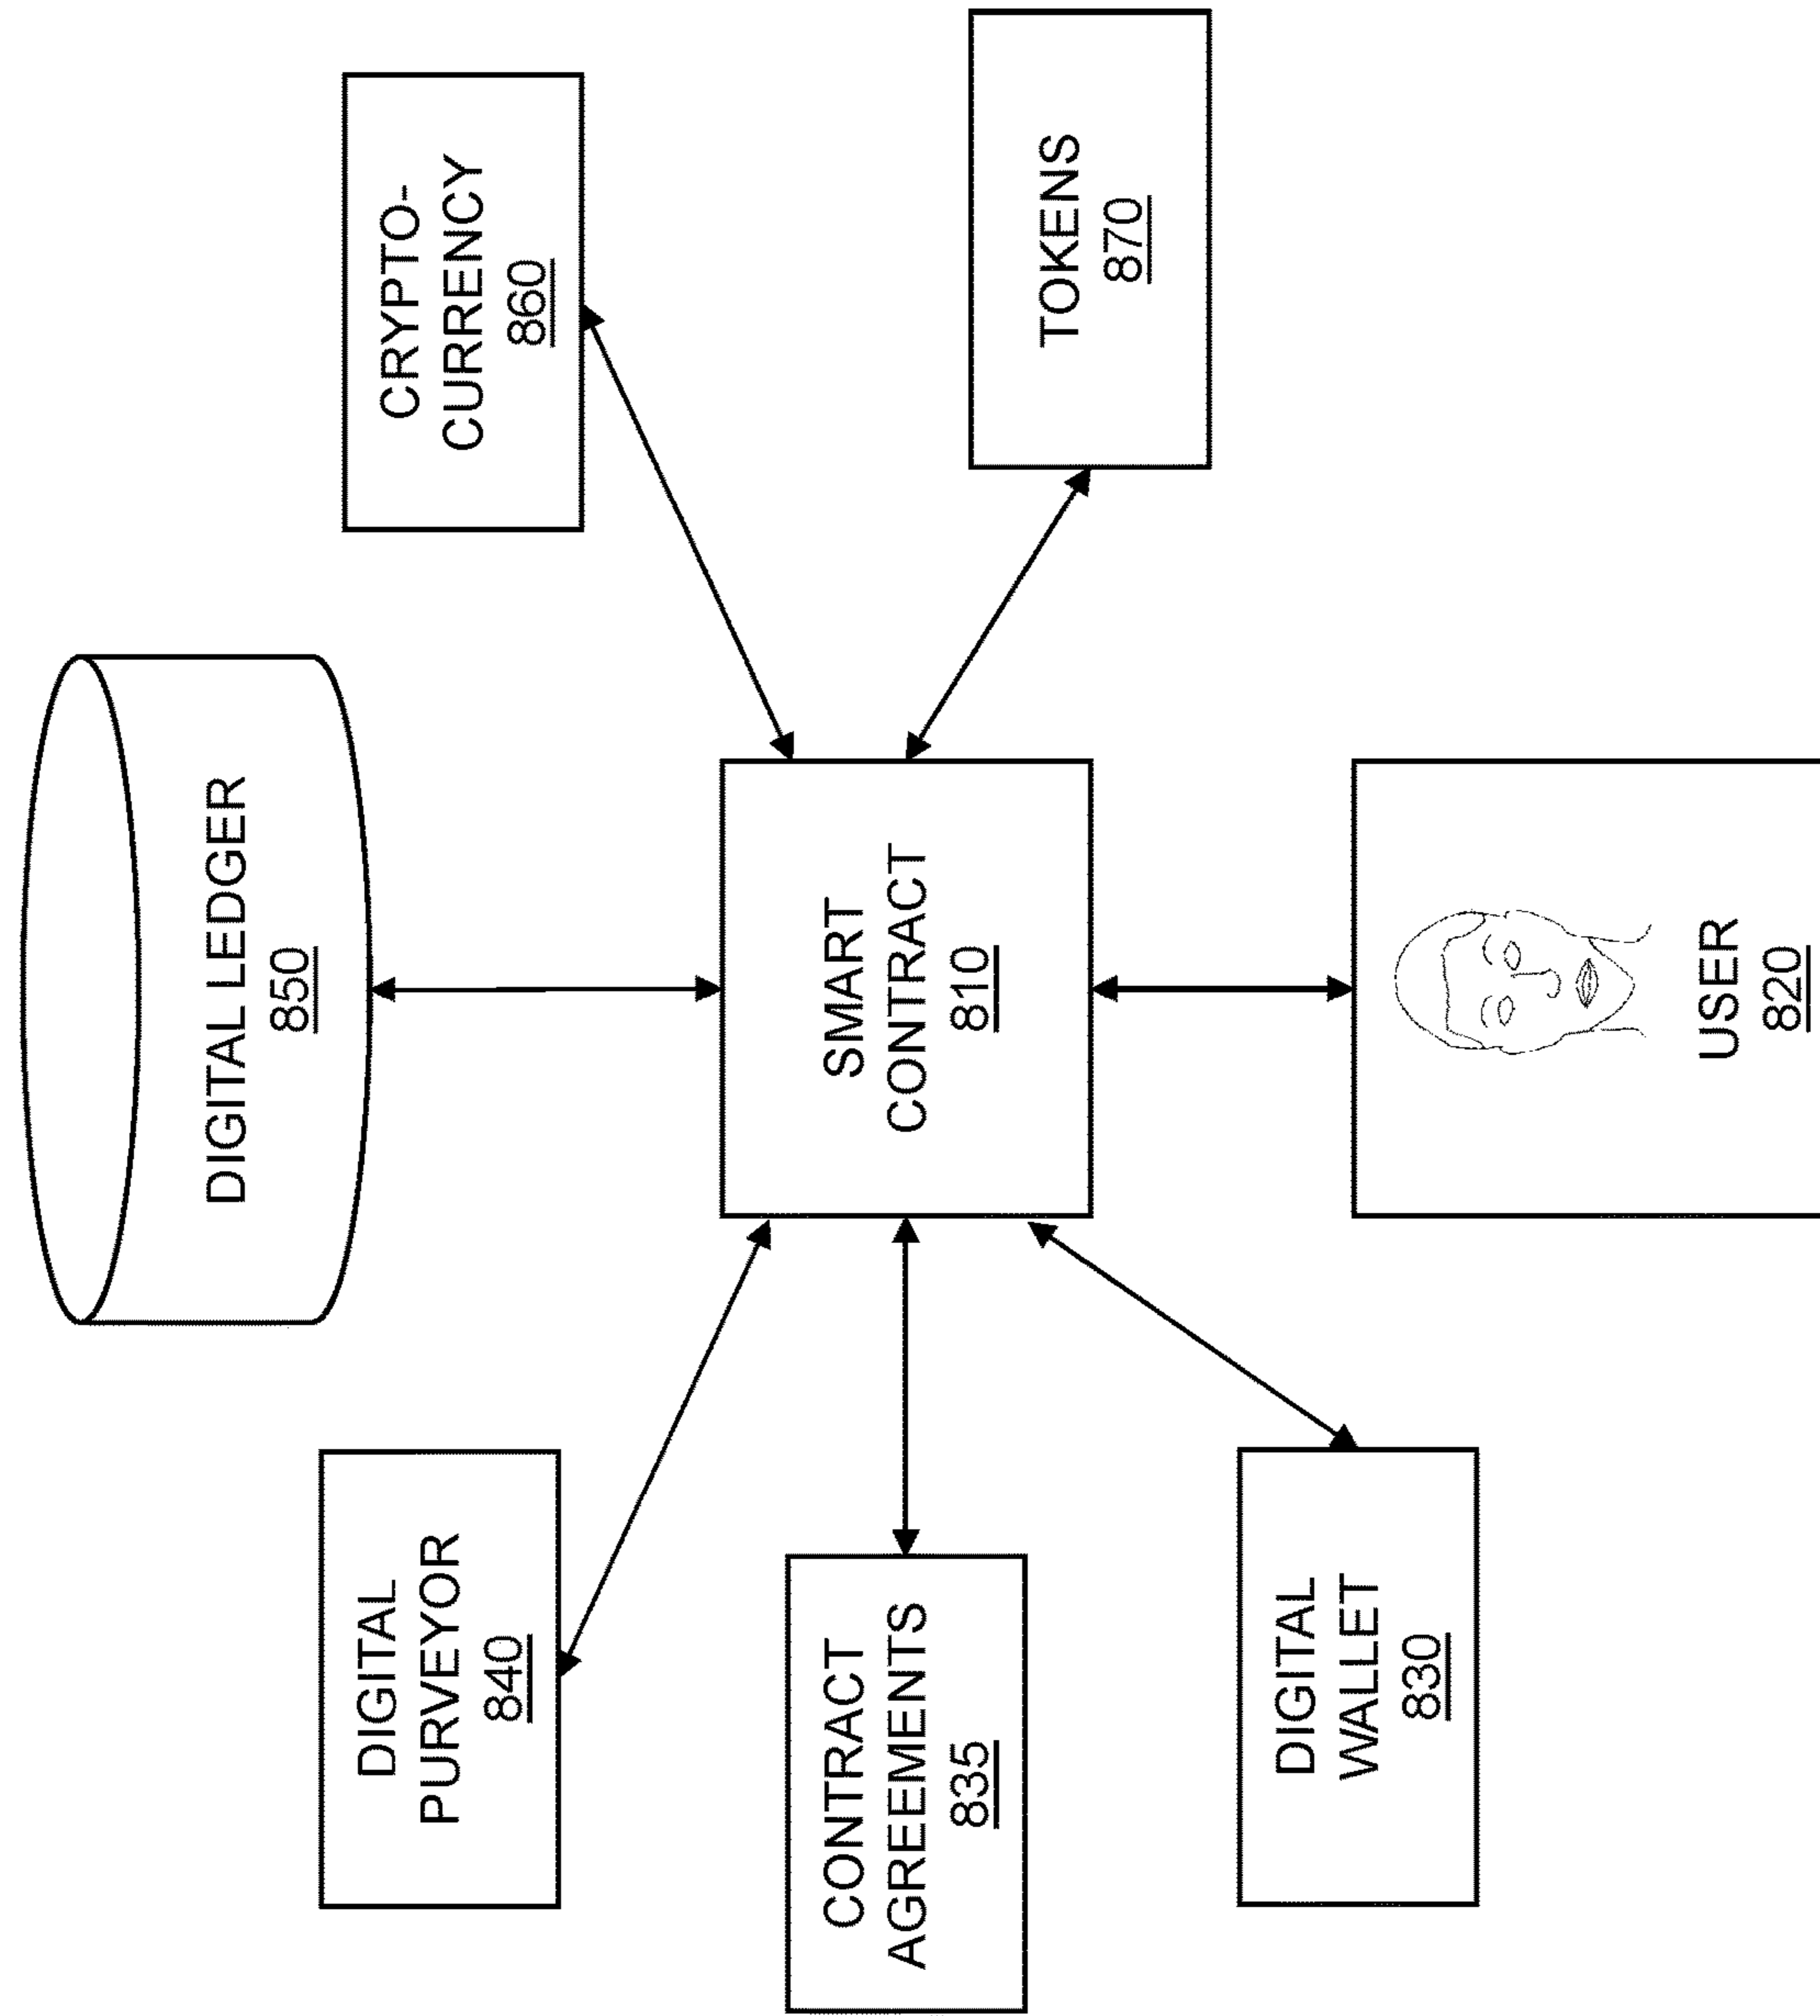 DIGITAL LEDGER
850
DIGITAL
PURVEYOR
840
CRYPTO-
CURRENCY
860
CONTRACT
AGREEMENTS
835
SMART
CONTRACT
810
TOKENS
870
DIGITAL
WALLET
830
USER
820